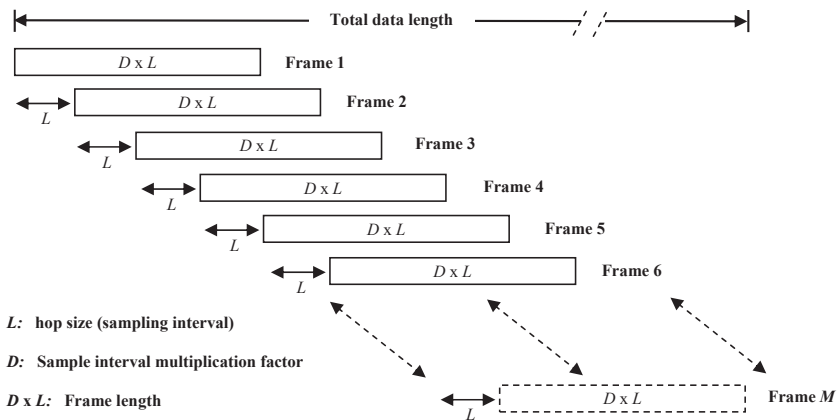 Total data length
D x L Frame 1
D x L Frame 2
L
D x L Frame 3
L
D x L Frame 4
L
D x L Frame 5
L
D x L Frame 6
L
L: hop size (sampling interval)
D: Sample interval multiplication factor
D x L: Frame length
D x L Frame M
L